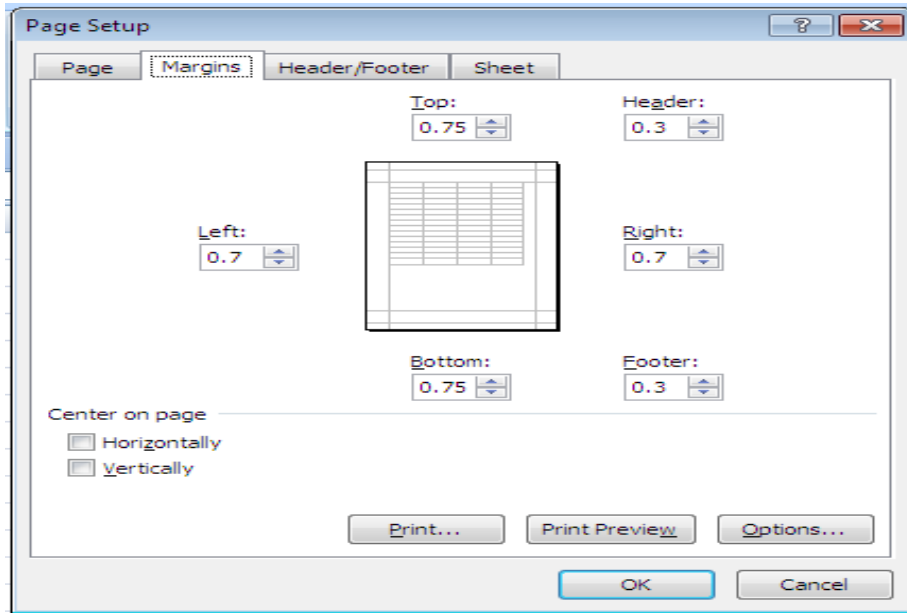 Page Setup
Page Margins Header/Footer Sheet
Top: Header:
0.75 0.3
Left: Right:
0.7 0.7
Bottom: Footer:
0.75 0.3
Center on page
Horizontally
Vertically
Print... Print Preview Options...
OK Cancel